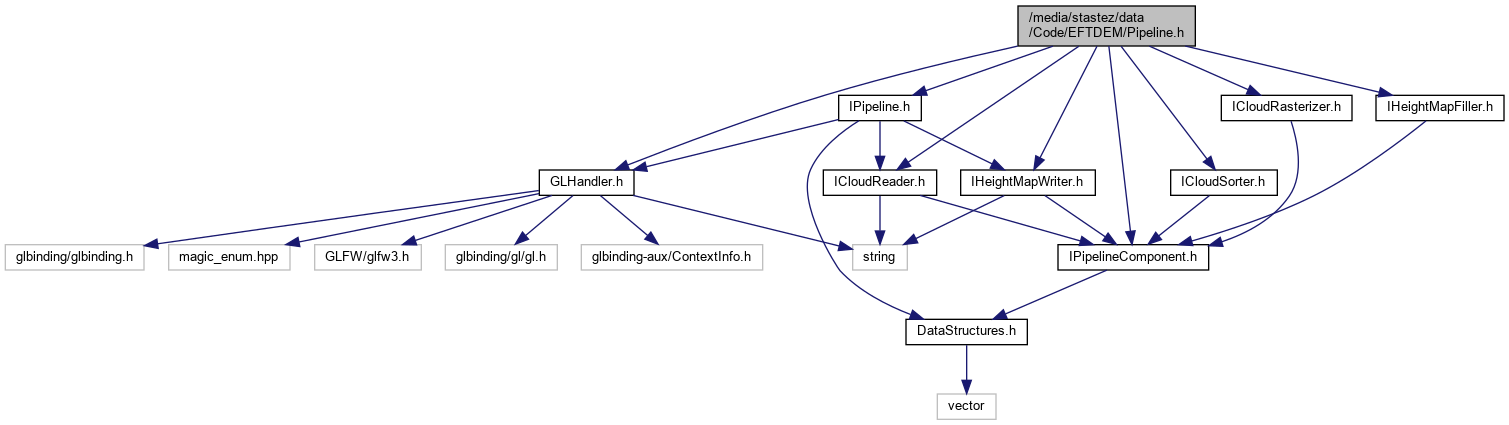 /media/stastez/data
/Code/EFTDEM/Pipeline.h
IPipeline.h
ICloudRasterizer.h
IHeightMapFiller.h
GLHandler.h
ICloudReader.h
IHeightMapWriter.h
ICloudSorter.h
glbinding/glbinding.h
magic_enum.hpp
GLFW/glfw3.h
glbinding/gl/gl.h
glbinding-aux/ContextInfo.h
string
IPipelineComponent.h
DataStructures.h
vector